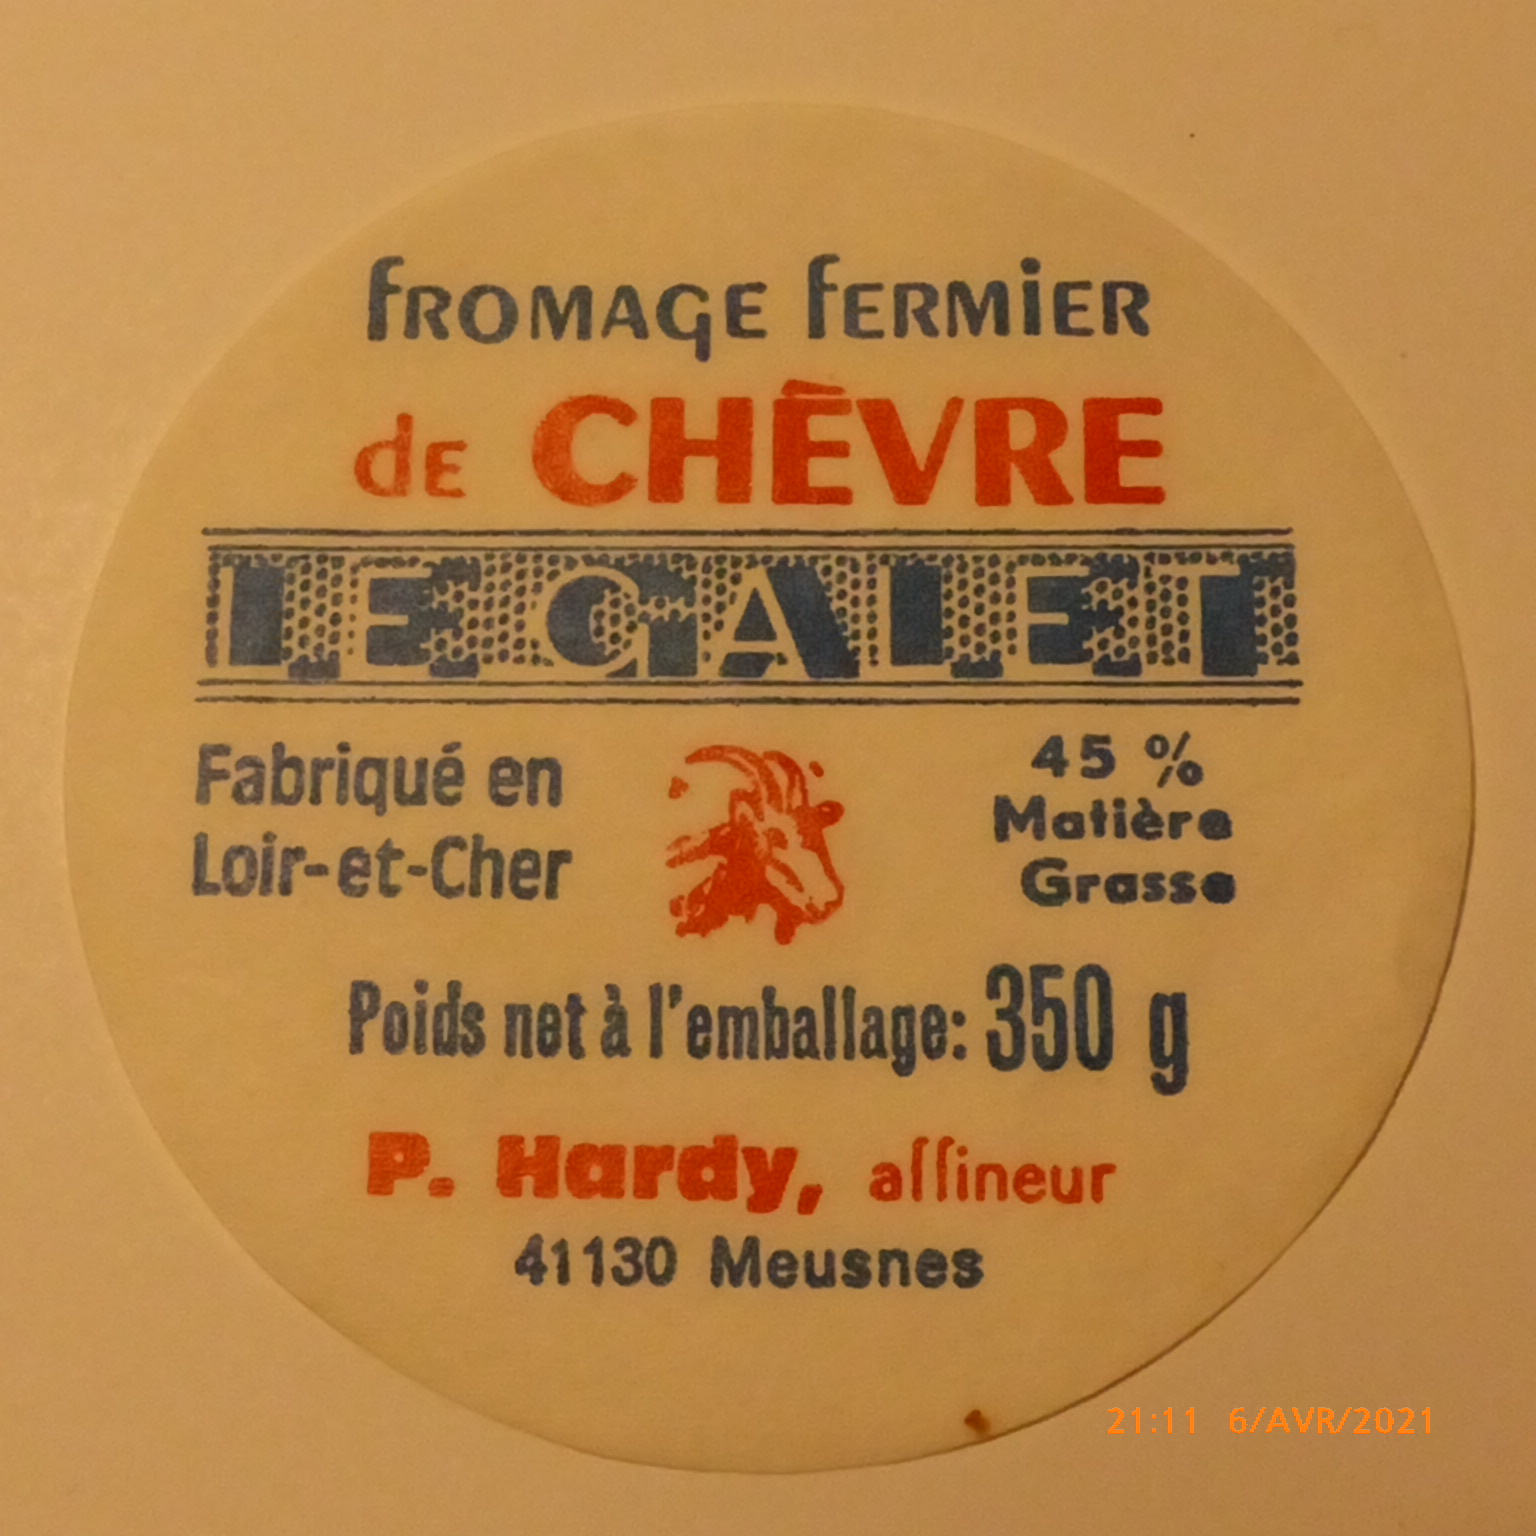 fROMAGE fERMiER
dE CHÈVRE
LE GALET
Fabriqué en
Loir-et-Cher
45 %
Matière
Grasse
Poids net à l'emballage: 350 g
P. Hardy, affineur
41130 Meusnes
21:11 6/AVR/2021